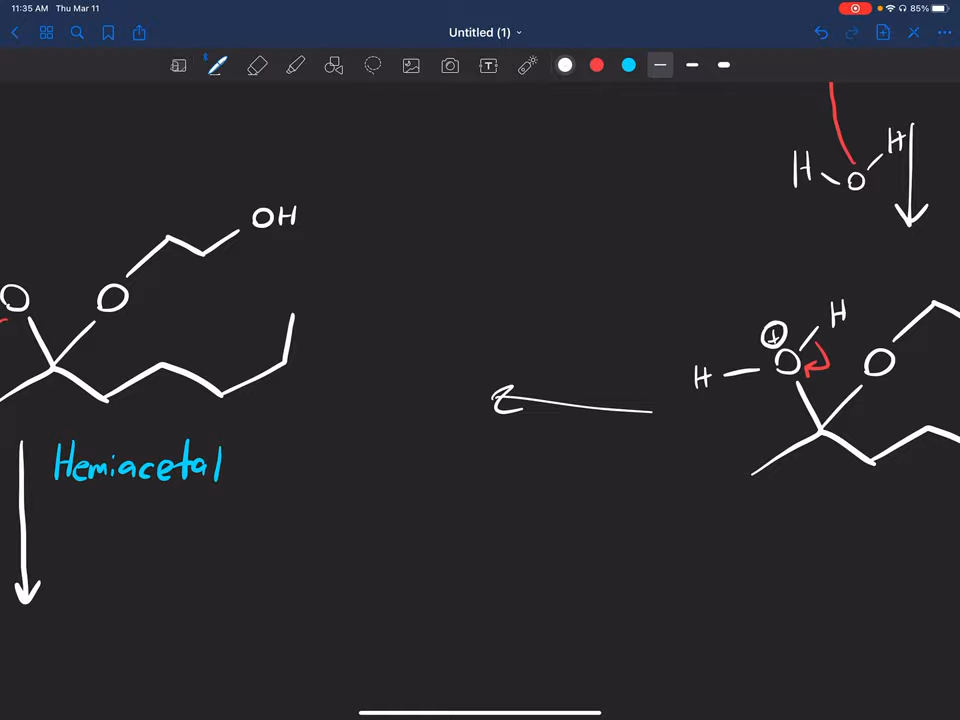 11:35 AM Thu Mar 11
85%
Untitled (1)
T
H
H
O
OH
O
O
+
H
H
O
O
Hemiacetal